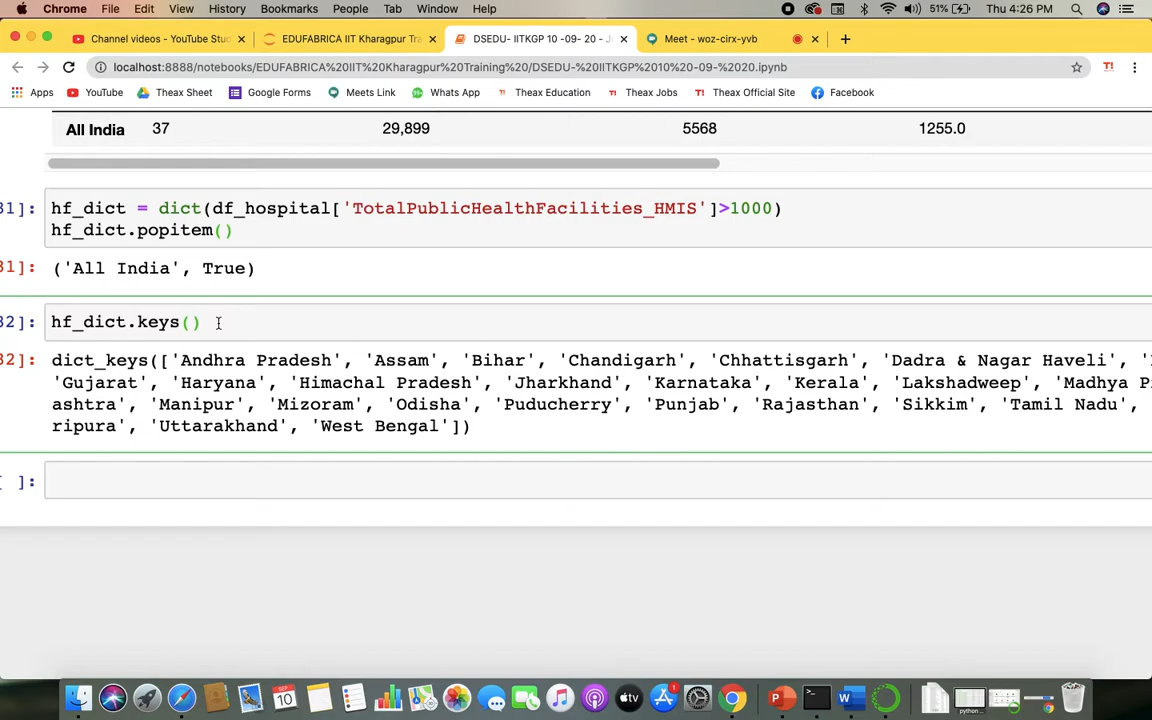 Chrome File Edit View History Bookmarks People Tab Window Help 51% Thu 4:26 PM
Channel videos - YouTube Stu EDUFABRICA IIT Kharagpur Tra DSEDU- IITKGP 10 -09- 20 - J Meet - woz-cirx-yvb
localhost:8888/notebooks/EDUFABRICA%20IIT%20Kharagpur%20Training%20/DSEDU-%20IITKGP%2010%20-09-%2020.ipynb
Apps YouTube Theax Sheet Google Forms Meets Link Whats App Theax Education Theax Jobs Theax Official Site Facebook
All India 37 29,899 5568 1255.0
31]: hf_dict = dict(df_hospital['TotalPublicHealthFacilities_HMIS']>1000)
hf_dict.popitem()
31]: ('All India', True)
32]: hf_dict.keys()
32]: dict_keys(['Andhra Pradesh', 'Assam', 'Bihar', 'Chandigarh', 'Chhattisgarh', 'Dadra & Nagar Haveli',
'Gujarat', 'Haryana', 'Himachal Pradesh', 'Jharkhand', 'Karnataka', 'Kerala', 'Lakshadweep', 'Madhya P
ashtra', 'Manipur', 'Mizoram', 'Odisha', 'Puducherry', 'Punjab', 'Rajasthan', 'Sikkim', 'Tamil Nadu',
ripura', 'Uttarakhand', 'West Bengal'])
[ ]: